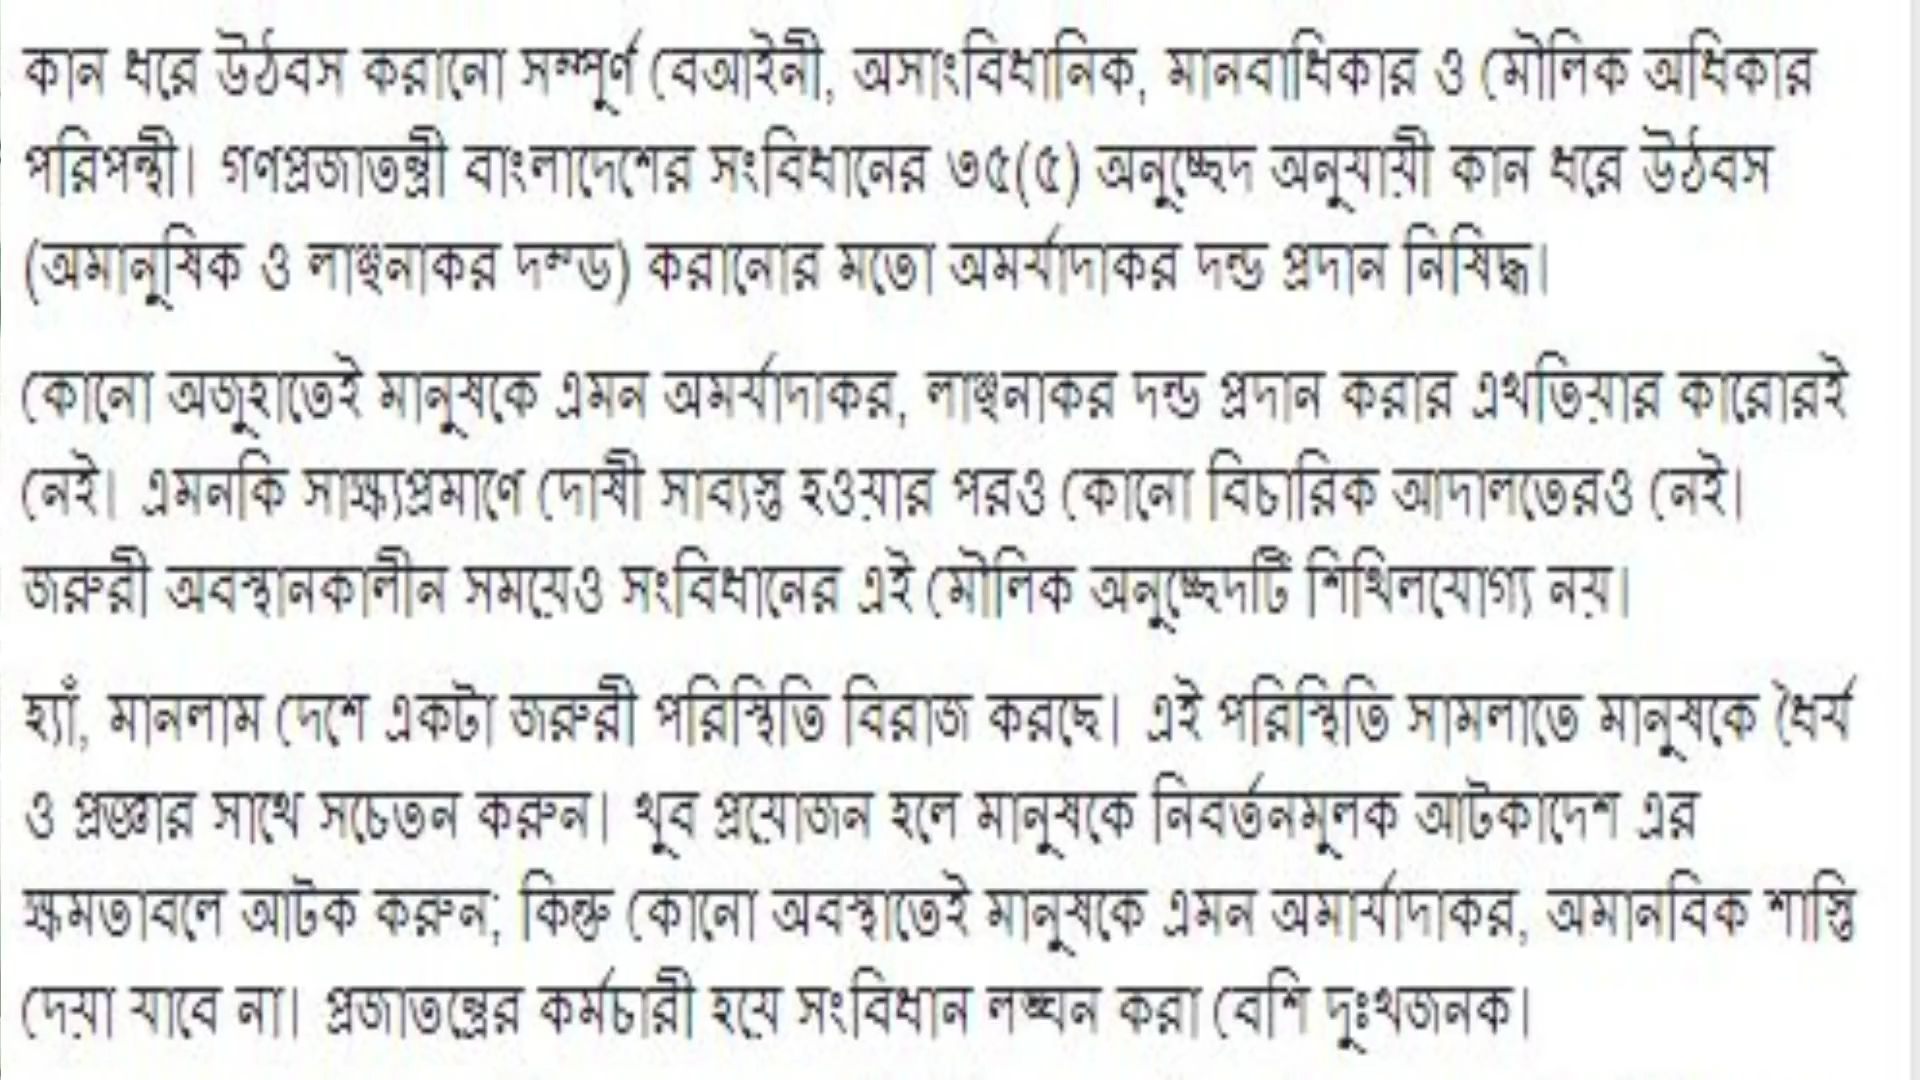 কান ধরে উঠবস করানো সম্পূর্ণ বেআইনী, অসাংবিধানিক, মানবাধিকার ও মৌলিক অধিকার
পরিপন্থী। গণপ্রজাতন্ত্রী বাংলাদেশের সংবিধানের ৩৫(৫) অনুচ্ছেদ অনুযায়ী কান ধরে উঠবস
(অমানুষিক ও লাঞ্ছনাকর দন্ড) করানোর মতো অমর্যাদাকর দন্ড প্রদান নিষিদ্ধ।
কোনো অজুহাতেই মানুষকে এমন অমর্যাদাকর, লাঞ্ছনাকর দন্ড প্রদান করার এখতিয়ার কারোরই
নেই। এমনকি সাক্ষ্যপ্রমাণে দোষী সাব্যস্ত হওয়ার পরও কোনো বিচারিক আদালতেরও নেই।
জরুরী অবস্থানকালীন সময়েও সংবিধানের এই মৌলিক অনুচ্ছেদটি শিথিলযোগ্য নয়।
হ্যাঁ, মানলাম দেশে একটা জরুরী পরিস্থিতি বিরাজ করছে। এই পরিস্থিতি সামলাতে মানুষকে ধৈর্য
ও প্রজ্ঞার সাথে সচেতন করুন। খুব প্রয়োজন হলে মানুষকে নিবর্তনমূলক আটকাদেশ এর
ক্ষমতাবলে আটক করুন; কিন্তু কোনো অবস্থাতেই মানুষকে এমন অমার্যাদাকর, অমানবিক শাস্তি
দেয়া যাবে না। প্রজাতন্ত্রের কর্মচারী হয়ে সংবিধান লঙ্ঘন করা বেশি দুঃখজনক।